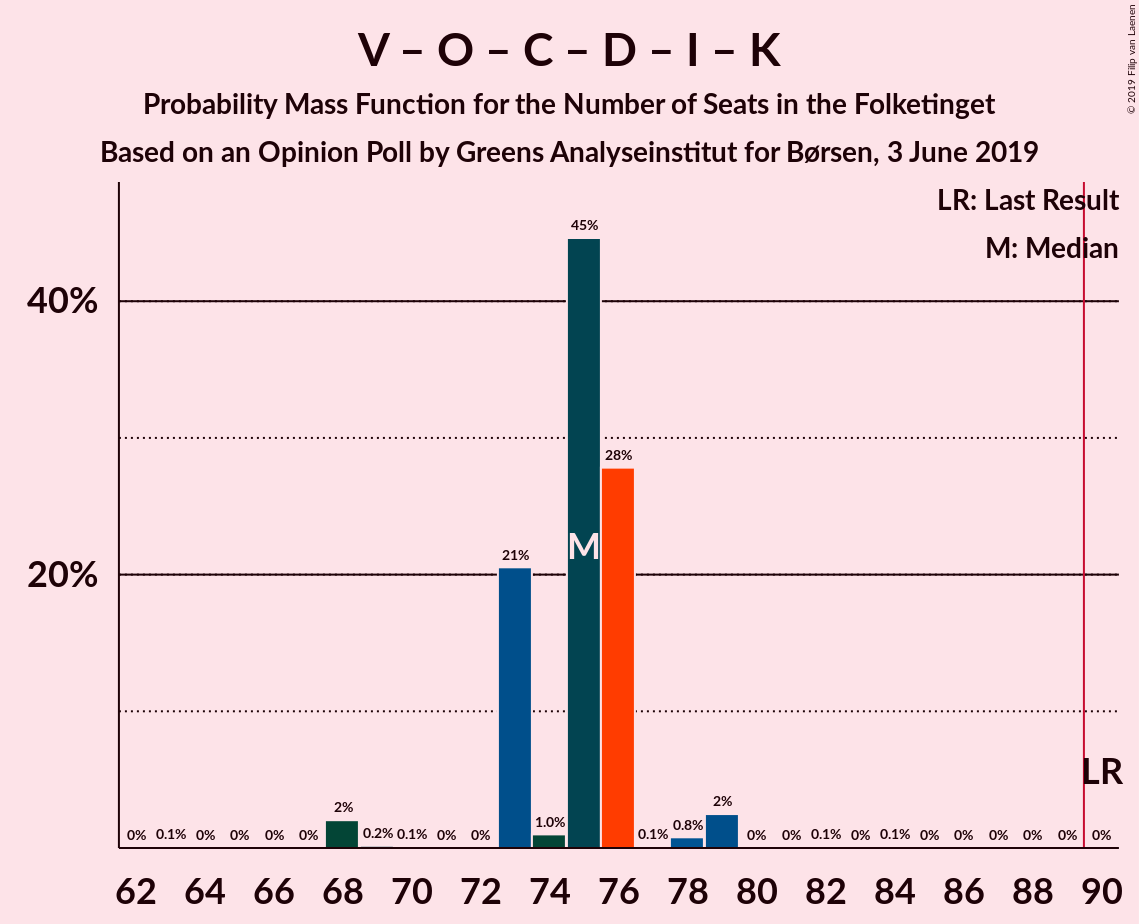 V – O – C – D – I – K
Probability Mass Function for the Number of Seats in the Folketinget
Based on an Opinion Poll by Greens Analyseinstitut for Børsen, 3 June 2019
© 2019 Filip van Laenen
LR: Last Result
M: Median
40%
20%
0% 0.1% 0% 0% 0% 0% 2% 0.2% 0.1% 0% 0% 21% 1.0% 45% 28% 0.1% 0.8% 2% 0% 0% 0.1% 0% 0.1% 0% 0% 0% 0% 0% 0%
M
LR
62 64 66 68 70 72 74 76 78 80 82 84 86 88 90